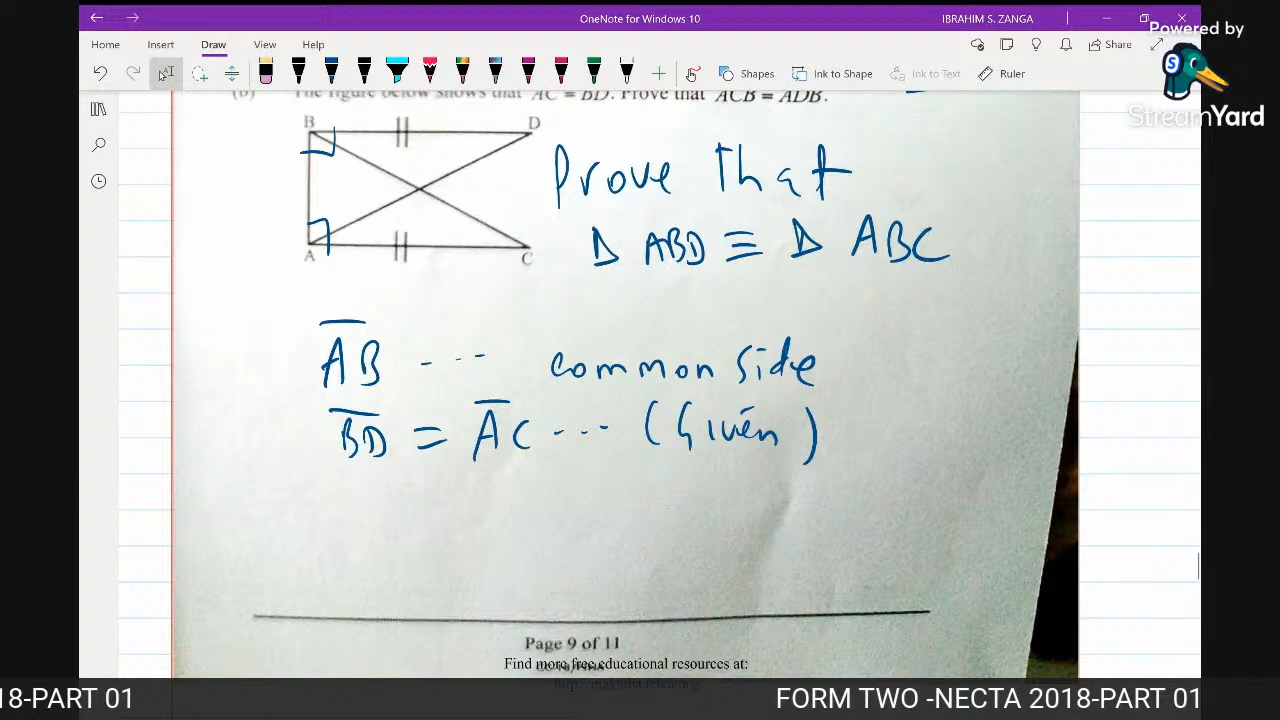 OneNote for Windows 10
IBRAHIM S. ZANGA
Powered by
StreamYard
Home Insert Draw View Help
Share
Shapes Ink to Shape Ink to Text Ruler
(b) The figure below shows that AC = BD. Prove that ACB = ADB.
B D
A C
Prove that
Δ ABD ≡ Δ ABC
AB --- common side
BD = AC --- (Given)
Page 9 of 11
Find more free educational resources at:
18-PART 01
FORM TWO -NECTA 2018-PART 01